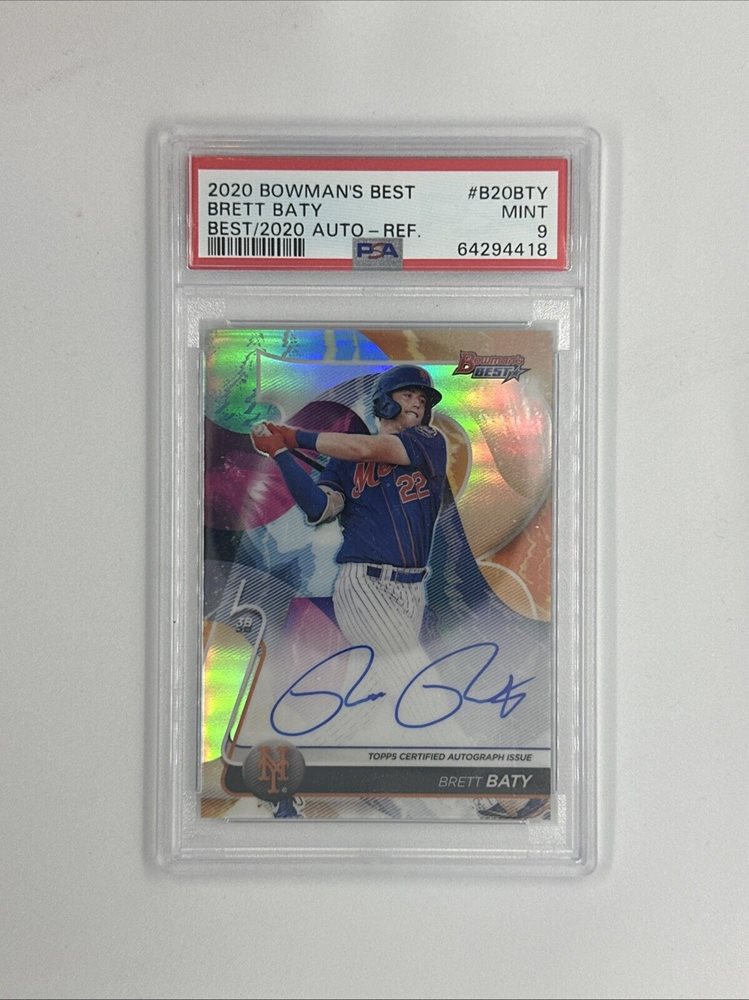 2020 BOWMAN'S BEST #B20BTY
BRETT BATY MINT
BEST/2020 AUTO-REF. 9
PSA 64294418
Bowman's
BEST
Mets
22
3B
TOPPS CERTIFIED AUTOGRAPH ISSUE
NY
BRETT BATY